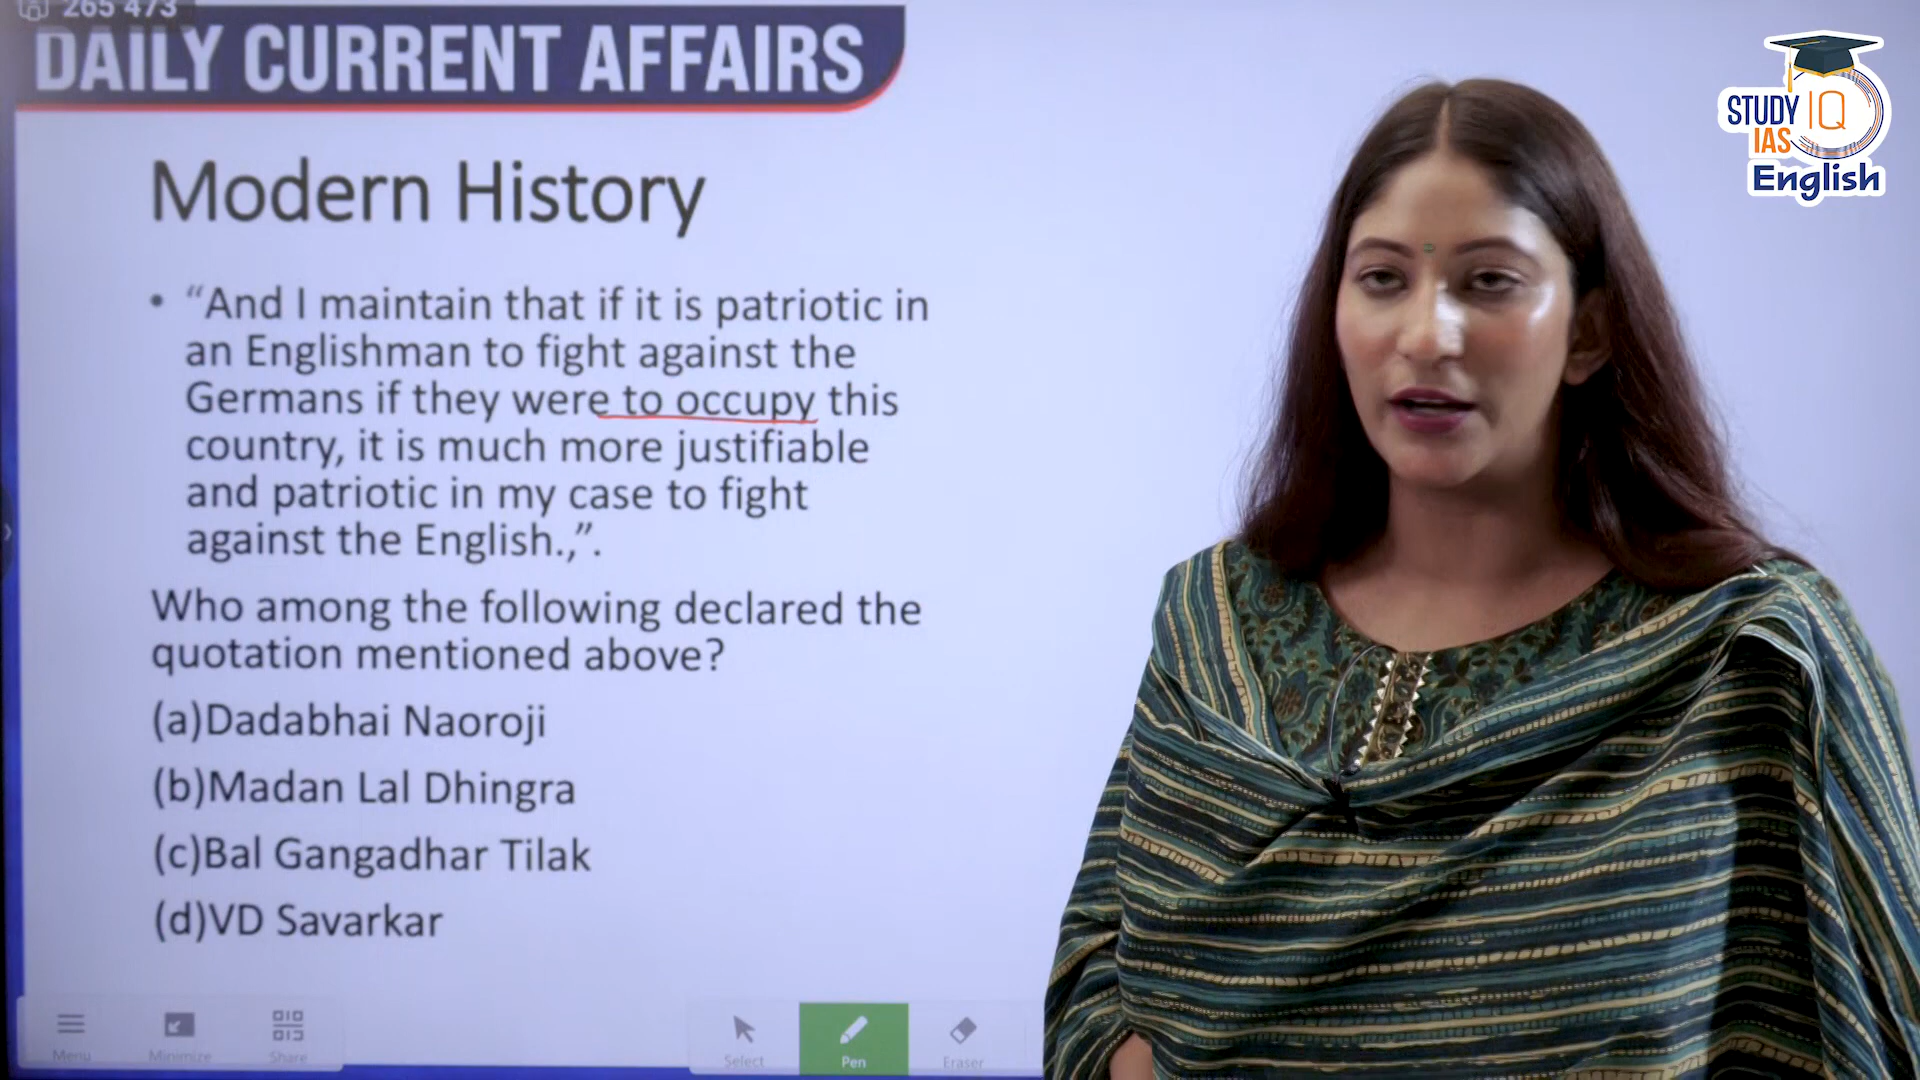 265 473
DAILY CURRENT AFFAIRS
STUDY IQ
IAS
English
Modern History
• “And I maintain that if it is patriotic in
an Englishman to fight against the
Germans if they were to occupy this
country, it is much more justifiable
and patriotic in my case to fight
against the English.,”.
Who among the following declared the
quotation mentioned above?
(a)Dadabhai Naoroji
(b)Madan Lal Dhingra
(c)Bal Gangadhar Tilak
(d)VD Savarkar
Menu Minimize Share Select Pen Eraser